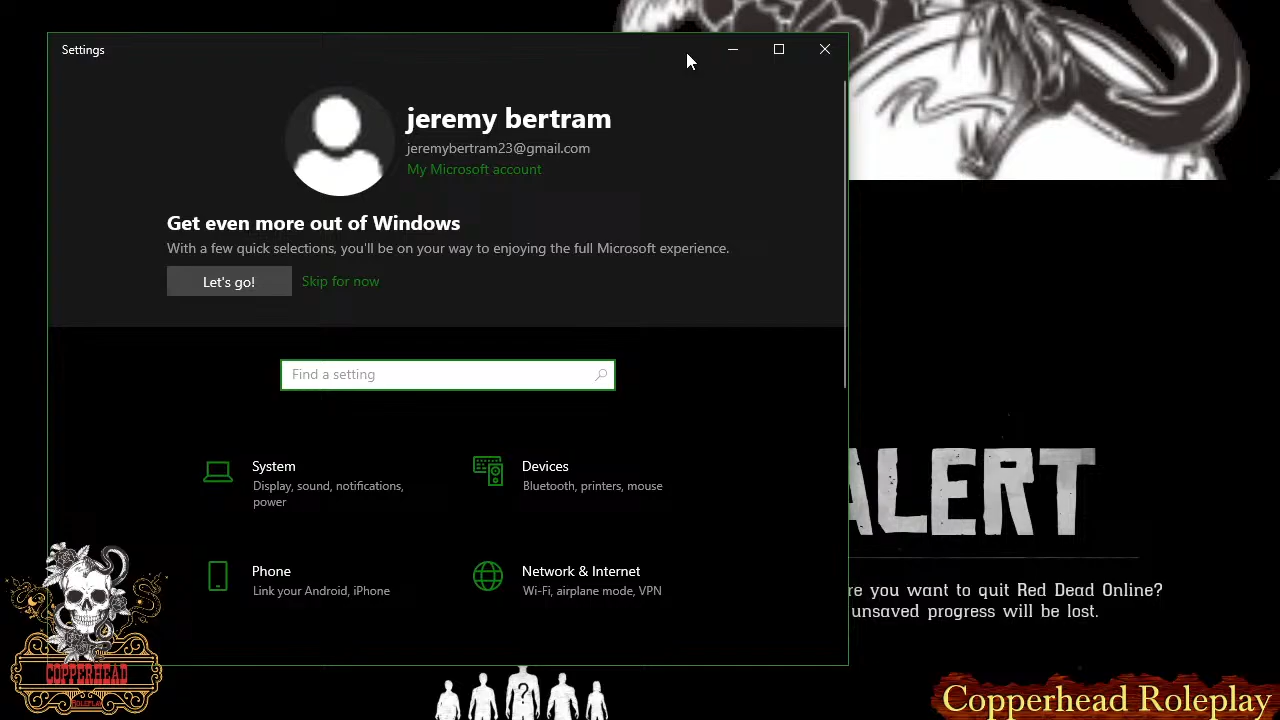 Settings
jeremy bertram
jeremybertram23@gmail.com
My Microsoft account
Get even more out of Windows
With a few quick selections, you'll be on your way to enjoying the full Microsoft experience.
Let's go!
Skip for now
Find a setting
System
Display, sound, notifications,
power
Devices
Bluetooth, printers, mouse
Phone
Link your Android, iPhone
Network & Internet
Wi-Fi, airplane mode, VPN
ALERT
re you want to quit Red Dead Online?
unsaved progress will be lost.
?
COPPERHEAD
ROLEPLAY
Copperhead Roleplay